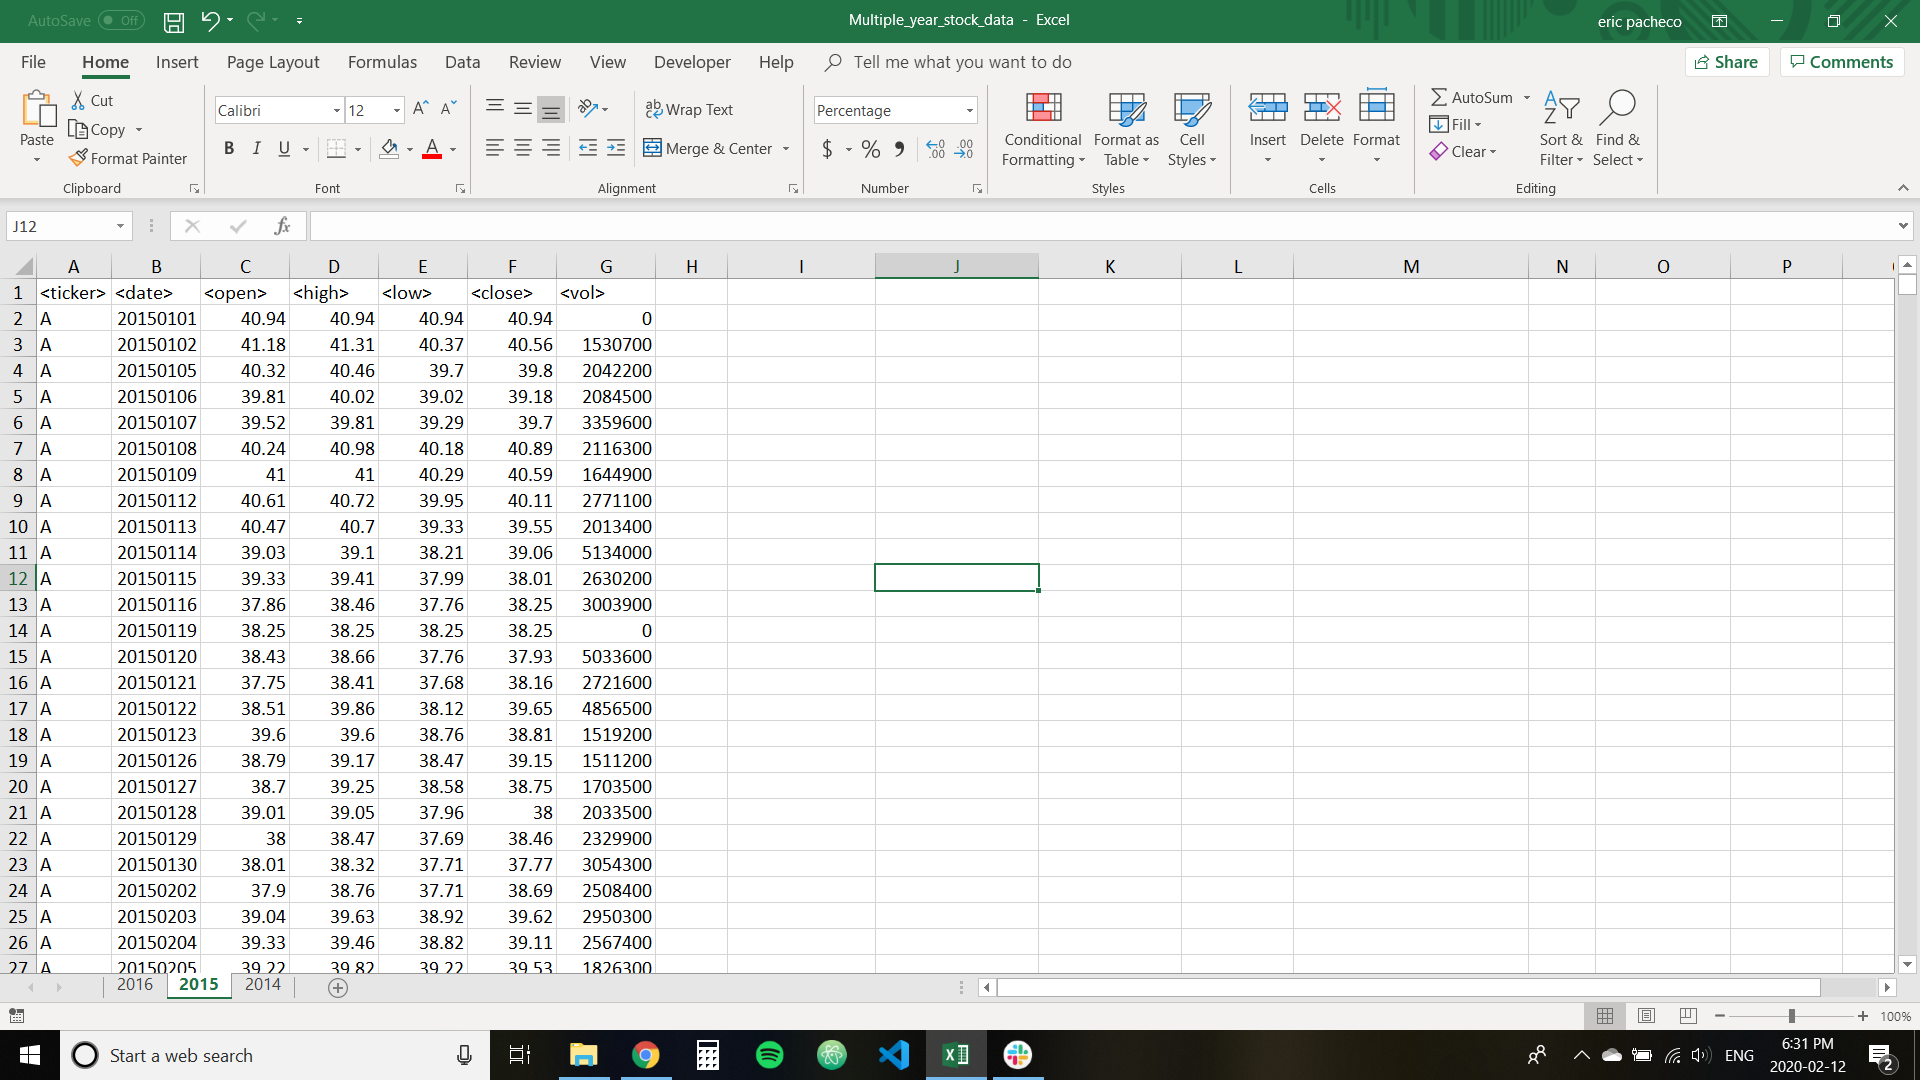 AutoSave Off
Multiple_year_stock_data - Excel
eric pacheco
File Home Insert Page Layout Formulas Data Review View Developer Help Tell me what you want to do Share Comments
Paste Cut Copy Format Painter Clipboard
Calibri 12 B I U A Font
Wrap Text Merge & Center Alignment
Percentage $ % Number
Conditional Formatting Format as Table Cell Styles Styles
Insert Delete Format Cells
AutoSum Fill Clear Sort & Filter Find & Select Editing
J12 fx
A B C D E F G H I J K L M N O P
1 <ticker> <date> <open> <high> <low> <close> <vol>
2 A 20150101 40.94 40.94 40.94 40.94 0
3 A 20150102 41.18 41.31 40.37 40.56 1530700
4 A 20150105 40.32 40.46 39.7 39.8 2042200
5 A 20150106 39.81 40.02 39.02 39.18 2084500
6 A 20150107 39.52 39.81 39.29 39.7 3359600
7 A 20150108 40.24 40.98 40.18 40.89 2116300
8 A 20150109 41 41 40.29 40.59 1644900
9 A 20150112 40.61 40.72 39.95 40.11 2771100
10 A 20150113 40.47 40.7 39.33 39.55 2013400
11 A 20150114 39.03 39.1 38.21 39.06 5134000
12 A 20150115 39.33 39.41 37.99 38.01 2630200
13 A 20150116 37.86 38.46 37.76 38.25 3003900
14 A 20150119 38.25 38.25 38.25 38.25 0
15 A 20150120 38.43 38.66 37.76 37.93 5033600
16 A 20150121 37.75 38.41 37.68 38.16 2721600
17 A 20150122 38.51 39.86 38.12 39.65 4856500
18 A 20150123 39.6 39.6 38.76 38.81 1519200
19 A 20150126 38.79 39.17 38.47 39.15 1511200
20 A 20150127 38.7 39.25 38.58 38.75 1703500
21 A 20150128 39.01 39.05 37.96 38 2033500
22 A 20150129 38 38.47 37.69 38.46 2329900
23 A 20150130 38.01 38.32 37.71 37.77 3054300
24 A 20150202 37.9 38.76 37.71 38.69 2508400
25 A 20150203 39.04 39.63 38.92 39.62 2950300
26 A 20150204 39.33 39.46 38.82 39.11 2567400
27 A 20150205 39.22 39.82 39.22 39.53 1826300
2016 2015 2014
100%
Start a web search
ENG
6:31 PM
2020-02-12
2